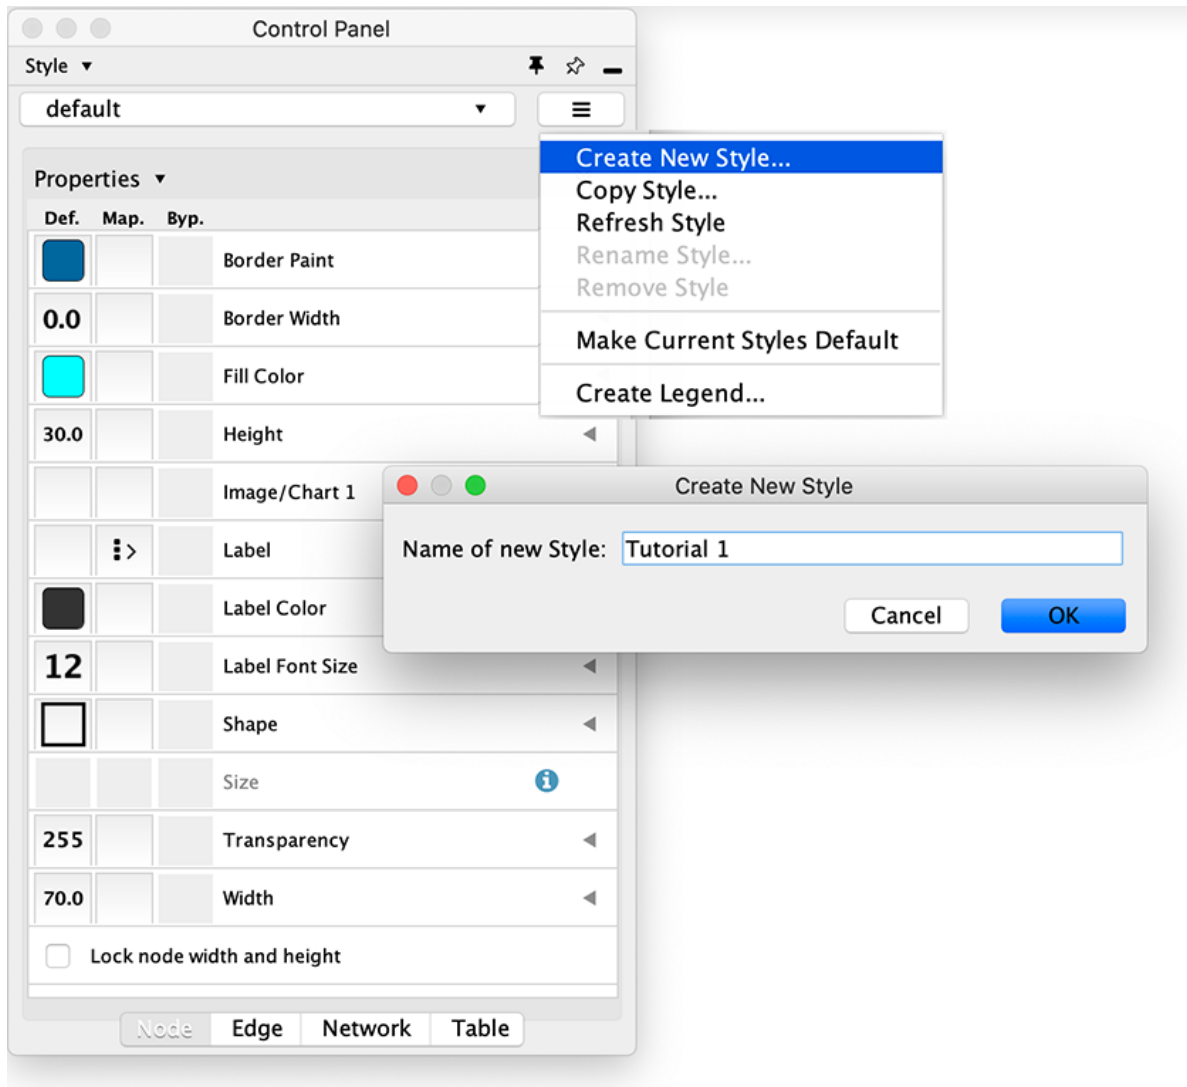 Control Panel
Style
default
Create New Style...
Copy Style...
Refresh Style
Rename Style...
Remove Style
Make Current Styles Default
Create Legend...
Properties
Def. Map. Byp.
Border Paint
0.0 Border Width
Fill Color
30.0 Height
Image/Chart 1
Label
Label Color
12 Label Font Size
Shape
Size
255 Transparency
70.0 Width
Lock node width and height
Node Edge Network Table
Create New Style
Name of new Style: Tutorial 1
Cancel OK